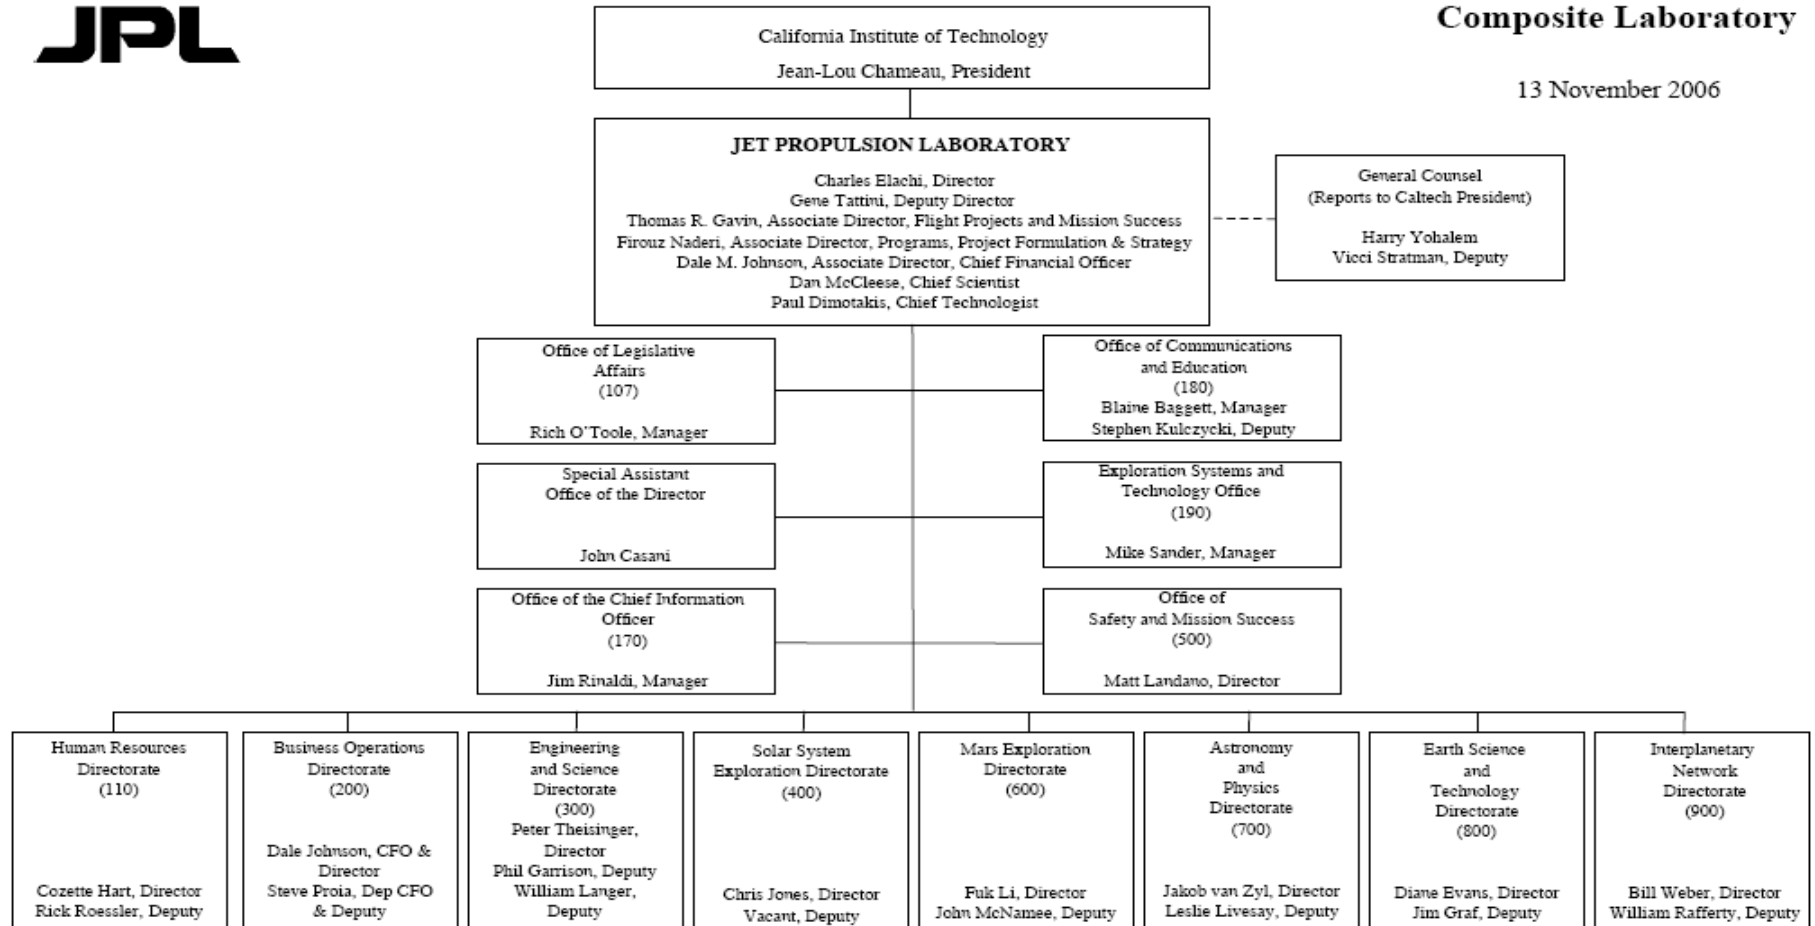 JPL
Composite Laboratory
13 November 2006
California Institute of Technology
Jean-Lou Chameau, President
JET PROPULSION LABORATORY
Charles Elachi, Director
Gene Tattini, Deputy Director
Thomas R. Gavin, Associate Director, Flight Projects and Mission Success
Firouz Naderi, Associate Director, Programs, Project Formulation & Strategy
Dale M. Johnson, Associate Director, Chief Financial Officer
Dan McCleese, Chief Scientist
Paul Dimotakis, Chief Technologist
General Counsel
(Reports to Caltech President)
Harry Yohalem
Vicci Stratman, Deputy
Office of Legislative
Affairs
(107)
Rich O'Toole, Manager
Office of Communications
and Education
(180)
Blaine Baggett, Manager
Stephen Kulczycki, Deputy
Special Assistant
Office of the Director
John Casani
Exploration Systems and
Technology Office
(190)
Mike Sander, Manager
Office of the Chief Information
Officer
(170)
Jim Rinaldi, Manager
Office of
Safety and Mission Success
(500)
Matt Landano, Director
Human Resources
Directorate
(110)
Cozette Hart, Director
Rick Roessler, Deputy
Business Operations
Directorate
(200)
Dale Johnson, CFO &
Director
Steve Proia, Dep CFO
& Deputy
Engineering
and Science
Directorate
(300)
Peter Theisinger,
Director
Phil Garrison, Deputy
William Langer,
Deputy
Solar System
Exploration Directorate
(400)
Chris Jones, Director
Vacant, Deputy
Mars Exploration
Directorate
(600)
Fuk Li, Director
John McNamee, Deputy
Astronomy
and
Physics
Directorate
(700)
Jakob van Zyl, Director
Leslie Livesay, Deputy
Earth Science
and
Technology
Directorate
(800)
Diane Evans, Director
Jim Graf, Deputy
Interplanetary
Network
Directorate
(900)
Bill Weber, Director
William Rafferty, Deputy